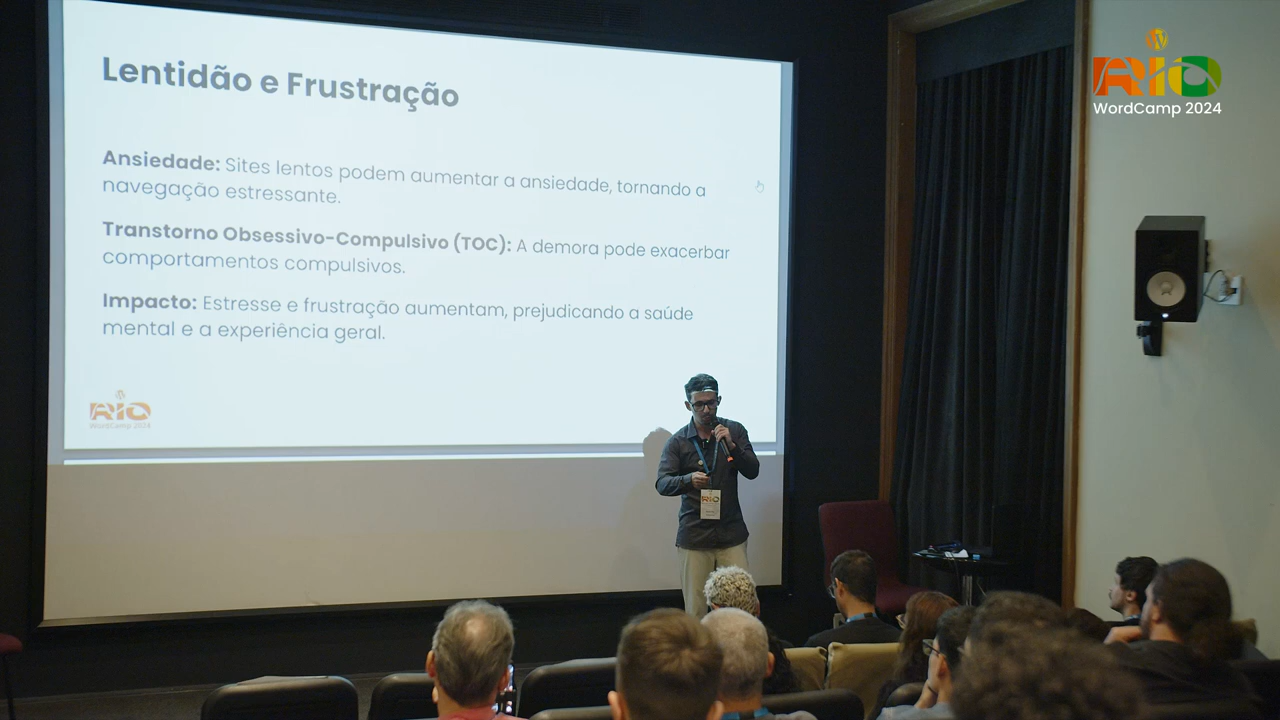 Lentidão e Frustração
Ansiedade: Sites lentos podem aumentar a ansiedade, tornando a
navegação estressante.
Transtorno Obsessivo-Compulsivo (TOC): A demora pode exacerbar
comportamentos compulsivos.
Impacto: Estresse e frustração aumentam, prejudicando a saúde
mental e a experiência geral.
RIO
WordCamp 2024
RIO
WordCamp 2024
RIO